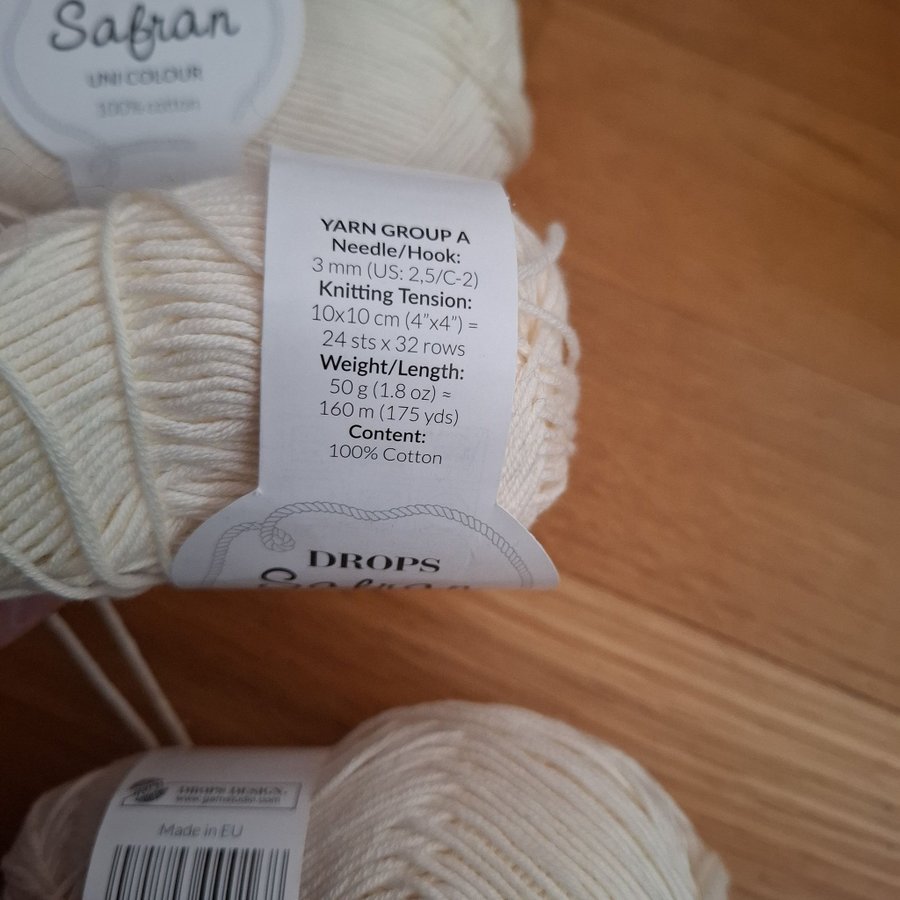 Safran
UNI COLOUR
100% cotton
YARN GROUP A
Needle/Hook:
3 mm (US: 2,5/C-2)
Knitting Tension:
10x10 cm (4”x4”) =
24 sts x 32 rows
Weight/Length:
50 g (1.8 oz) ≈
160 m (175 yds)
Content:
100% Cotton
DROPS
Safran
DROPS DESIGN
Made in EU